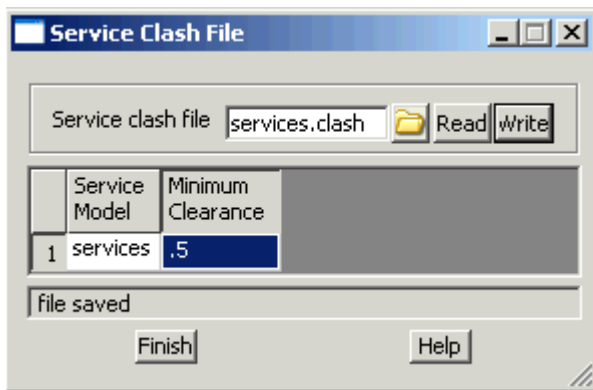 Service Clash File
Service clash file services.clash Read Write
Service Model Minimum Clearance
1 services .5
file saved
Finish Help